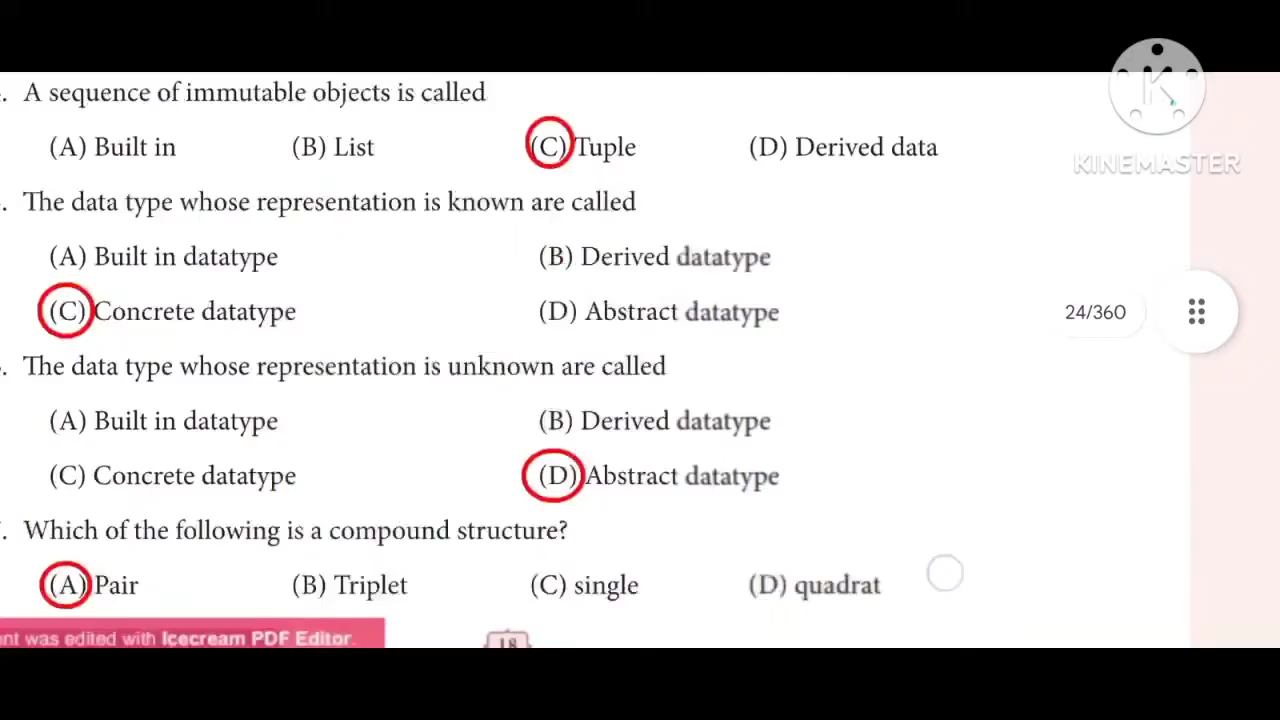 . A sequence of immutable objects is called
(A) Built in (B) List (C) Tuple (D) Derived data
. The data type whose representation is known are called
(A) Built in datatype (B) Derived datatype
(C) Concrete datatype (D) Abstract datatype
. The data type whose representation is unknown are called
(A) Built in datatype (B) Derived datatype
(C) Concrete datatype (D) Abstract datatype
. Which of the following is a compound structure?
(A) Pair (B) Triplet (C) single (D) quadrat
nt was edited with Icecream PDF Editor.
18
K
KINEMASTER
24/360